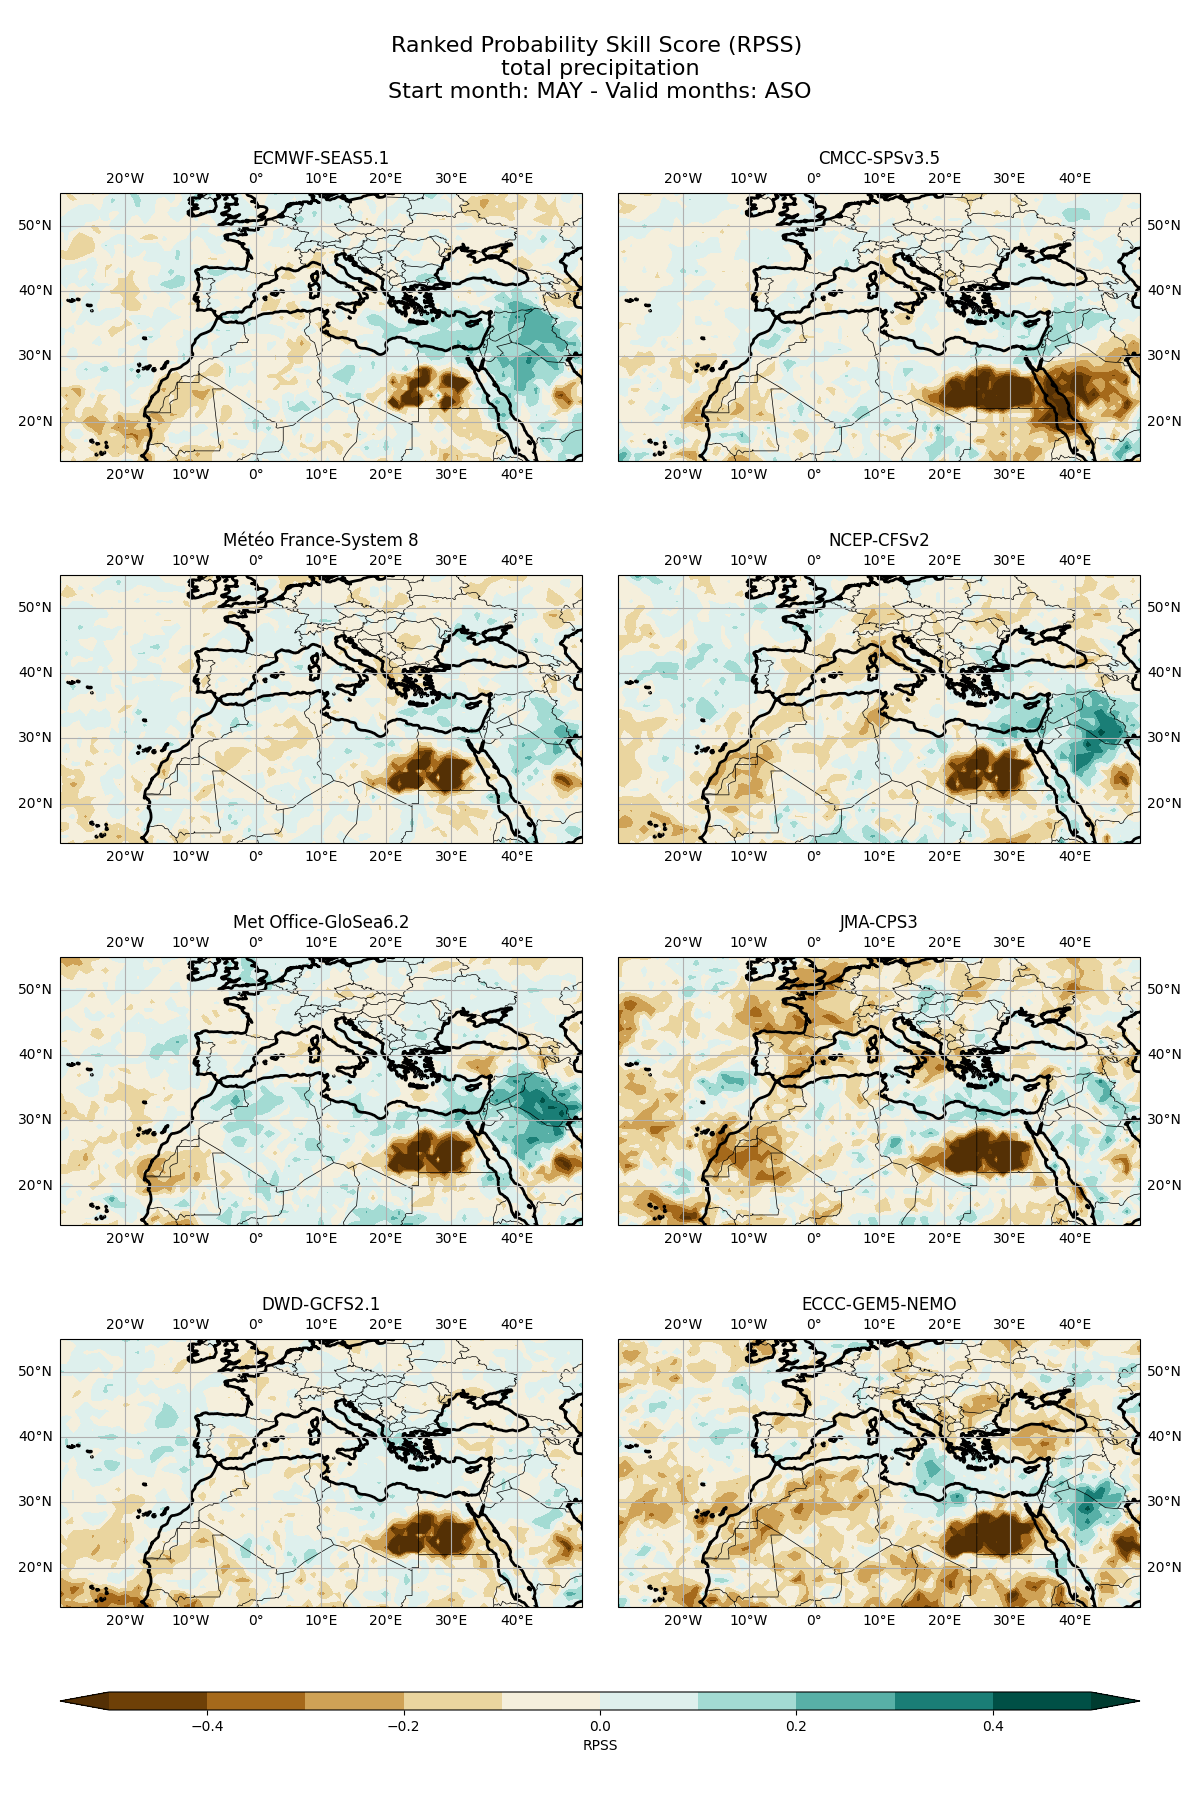 Ranked Probability Skill Score (RPSS)
total precipitation
Start month: MAY - Valid months: ASO
ECMWF-SEAS5.1
20°W 10°W 0° 10°E 20°E 30°E 40°E
50°N
40°N
30°N
20°N
20°W 10°W 0° 10°E 20°E 30°E 40°E
CMCC-SPSv3.5
20°W 10°W 0° 10°E 20°E 30°E 40°E
50°N
40°N
30°N
20°N
20°W 10°W 0° 10°E 20°E 30°E 40°E
Météo France-System 8
20°W 10°W 0° 10°E 20°E 30°E 40°E
50°N
40°N
30°N
20°N
20°W 10°W 0° 10°E 20°E 30°E 40°E
NCEP-CFSv2
20°W 10°W 0° 10°E 20°E 30°E 40°E
50°N
40°N
30°N
20°N
20°W 10°W 0° 10°E 20°E 30°E 40°E
Met Office-GloSea6.2
20°W 10°W 0° 10°E 20°E 30°E 40°E
50°N
40°N
30°N
20°N
20°W 10°W 0° 10°E 20°E 30°E 40°E
JMA-CPS3
20°W 10°W 0° 10°E 20°E 30°E 40°E
50°N
40°N
30°N
20°N
20°W 10°W 0° 10°E 20°E 30°E 40°E
DWD-GCFS2.1
20°W 10°W 0° 10°E 20°E 30°E 40°E
50°N
40°N
30°N
20°N
20°W 10°W 0° 10°E 20°E 30°E 40°E
ECCC-GEM5-NEMO
20°W 10°W 0° 10°E 20°E 30°E 40°E
50°N
40°N
30°N
20°N
20°W 10°W 0° 10°E 20°E 30°E 40°E
−0.4 −0.2 0.0 0.2 0.4
RPSS